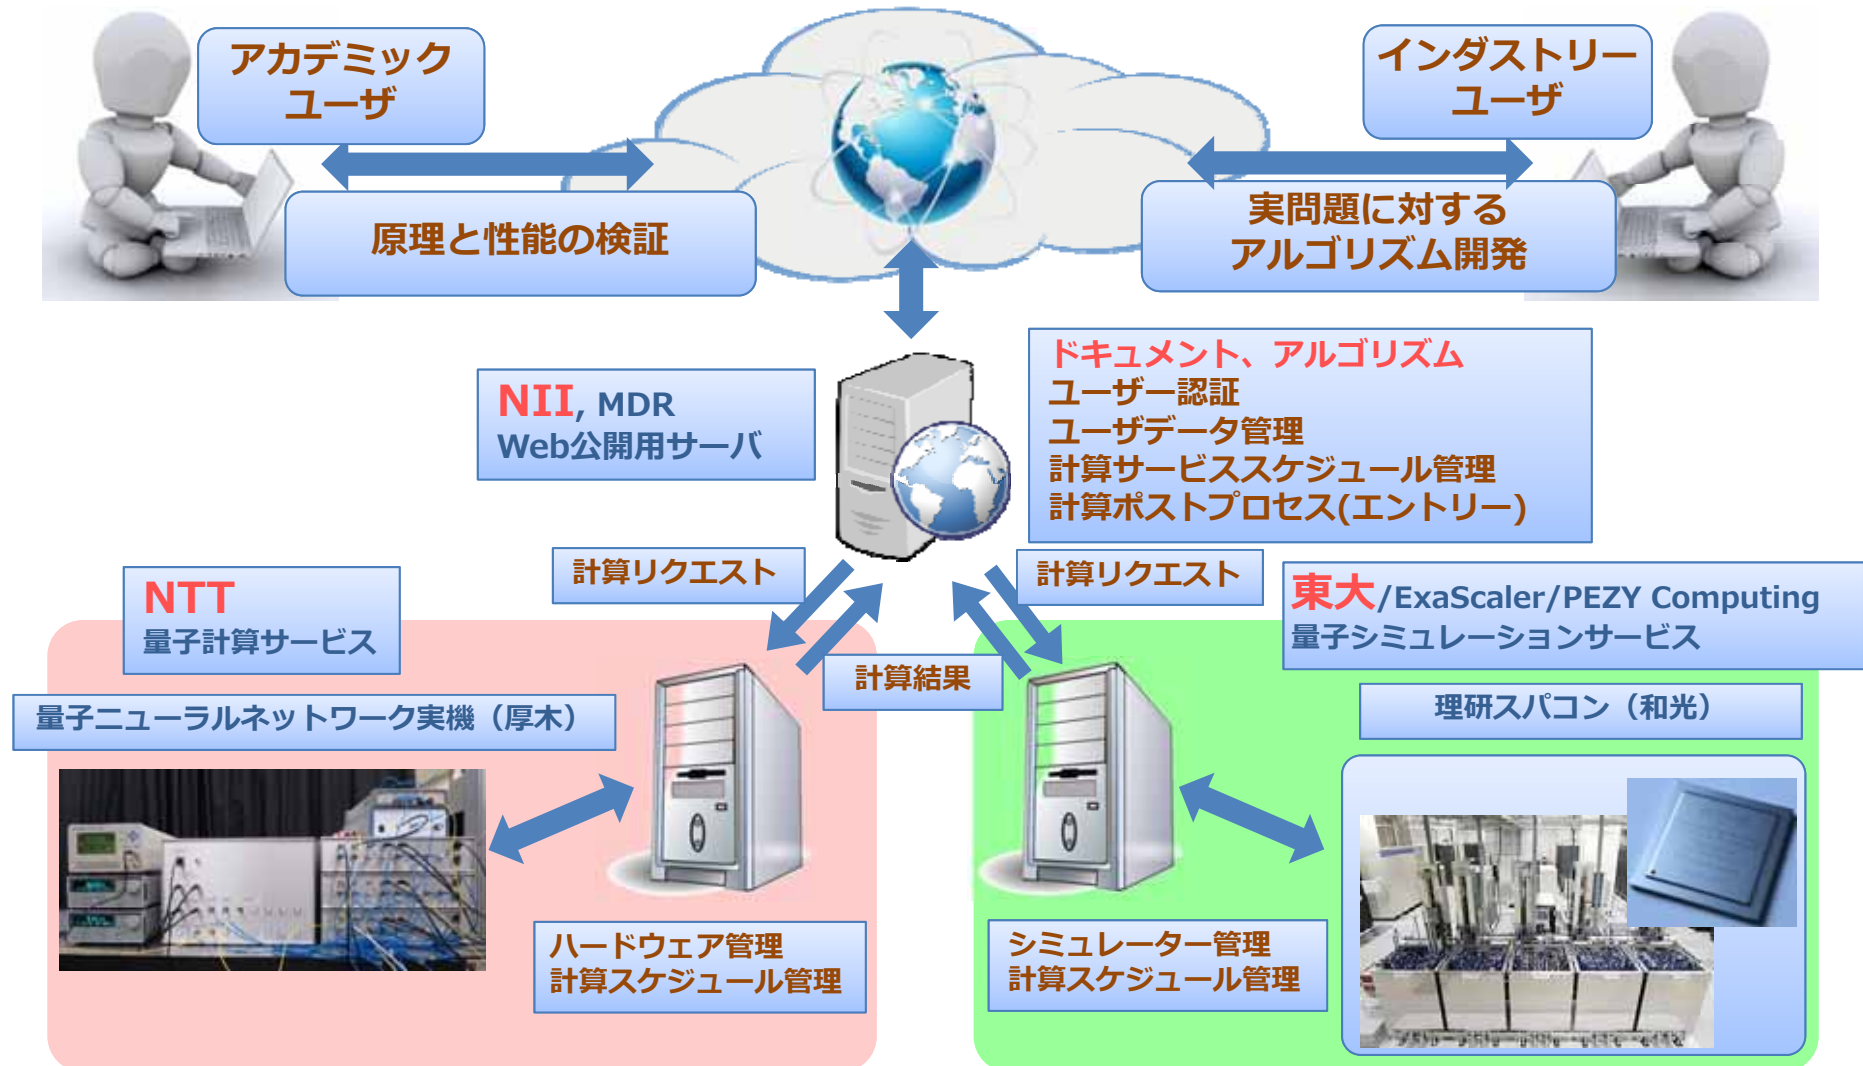 アカデミック
ユーザ
インダストリー
ユーザ
原理と性能の検証
実問題に対する
アルゴリズム開発
NII, MDR
Web公開用サーバ
ドキュメント、アルゴリズム
ユーザー認証
ユーザデータ管理
計算サービススケジュール管理
計算ポストプロセス(エントリー)
計算リクエスト
計算リクエスト
NTT
量子計算サービス
東大/ExaScaler/PEZY Computing
量子シミュレーションサービス
計算結果
量子ニューラルネットワーク実機（厚木）
理研スパコン（和光）
ハードウェア管理
計算スケジュール管理
シミュレーター管理
計算スケジュール管理